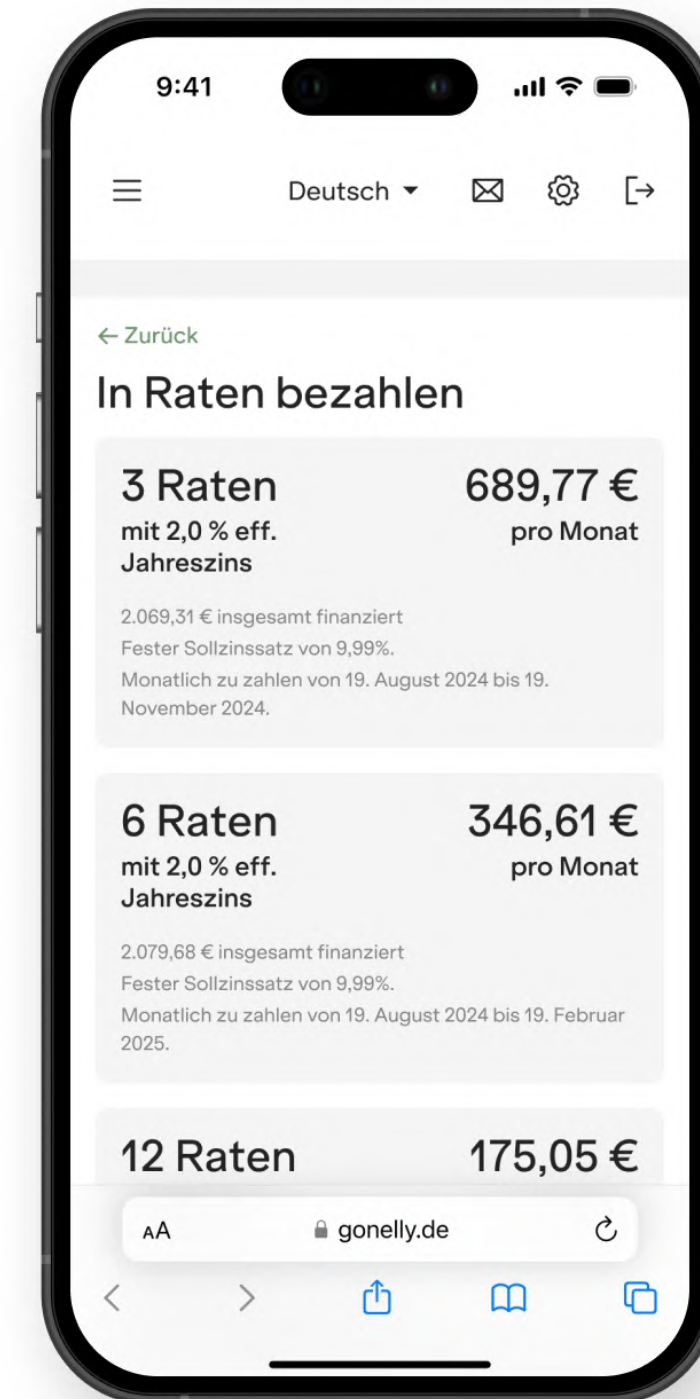 9:41
Deutsch
← Zurück
In Raten bezahlen
3 Raten 689,77 €
mit 2,0 % eff. pro Monat
Jahreszins
2.069,31 € insgesamt finanziert
Fester Sollzinssatz von 9,99%.
Monatlich zu zahlen von 19. August 2024 bis 19.
November 2024.
6 Raten 346,61 €
mit 2,0 % eff. pro Monat
Jahreszins
2.079,68 € insgesamt finanziert
Fester Sollzinssatz von 9,99%.
Monatlich zu zahlen von 19. August 2024 bis 19. Februar
2025.
12 Raten 175,05 €
AA gonelly.de